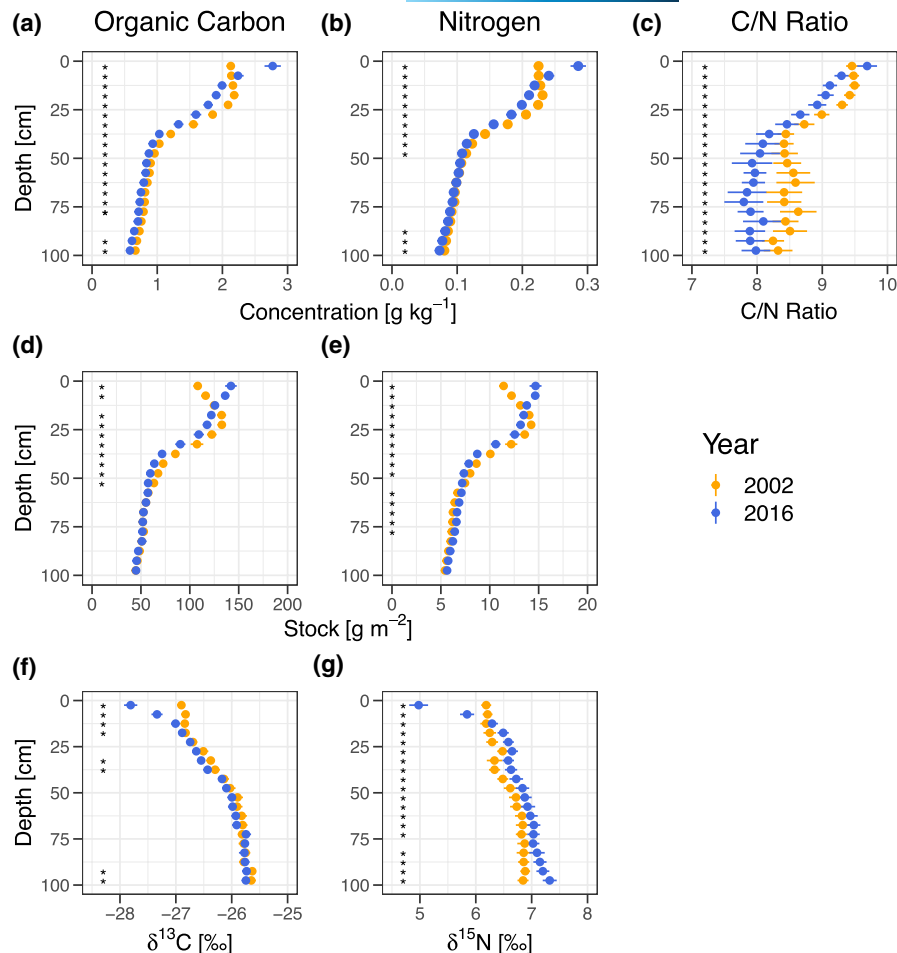 (a) Organic Carbon
(b) Nitrogen
(c) C/N Ratio
Depth [cm]
0
25
50
75
100
0 1 2 3
0.0 0.1 0.2 0.3
7 8 9 10
Concentration [g kg⁻¹]
C/N Ratio
(d)
(e)
Depth [cm]
0
25
50
75
100
0 50 100 150 200
0 5 10 15 20
Stock [g m⁻²]
Year
2002
2016
(f)
(g)
Depth [cm]
0
25
50
75
100
−28 −27 −26 −25
5 6 7 8
δ¹³C [‰]
δ¹⁵N [‰]